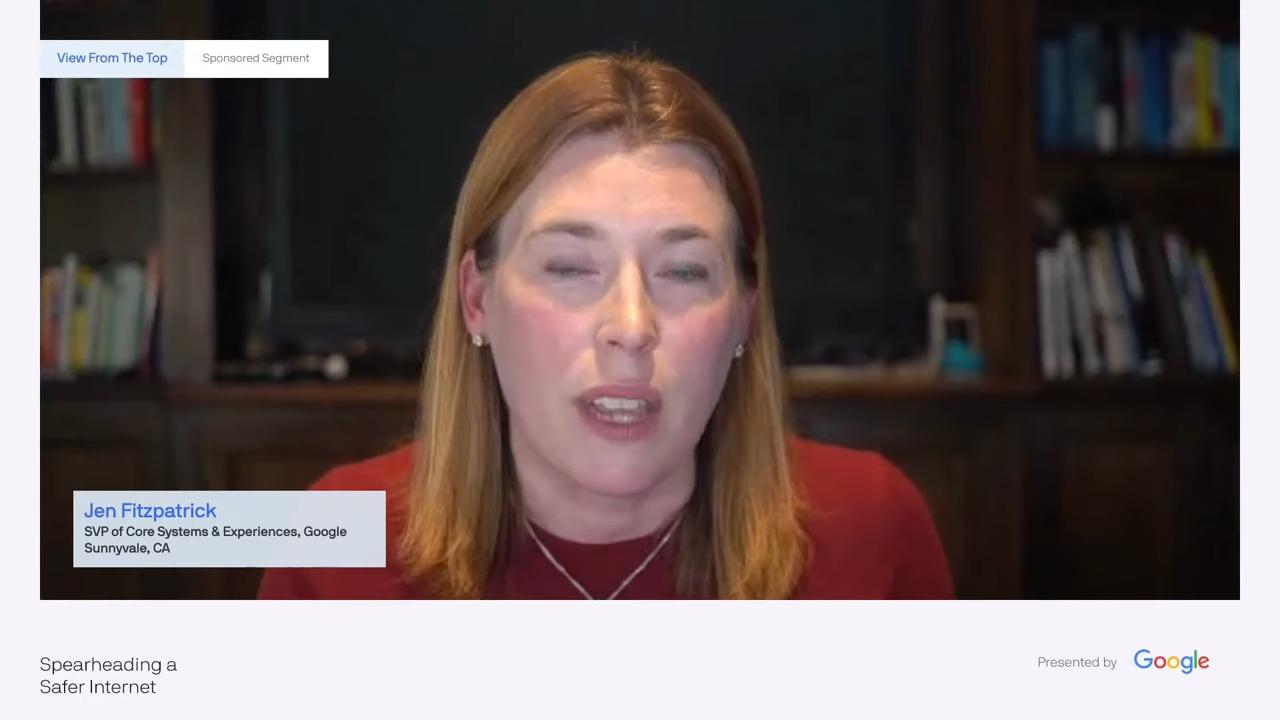 View From The Top
Sponsored Segment
Jen Fitzpatrick
SVP of Core Systems & Experiences, Google
Sunnyvale, CA
Spearheading a
Safer Internet
Presented by Google